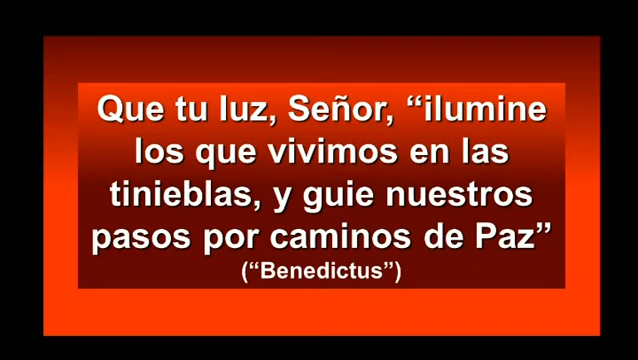 Que tu luz, Señor, “ilumine
los que vivimos en las
tinieblas, y guie nuestros
pasos por caminos de Paz”
(“Benedictus”)